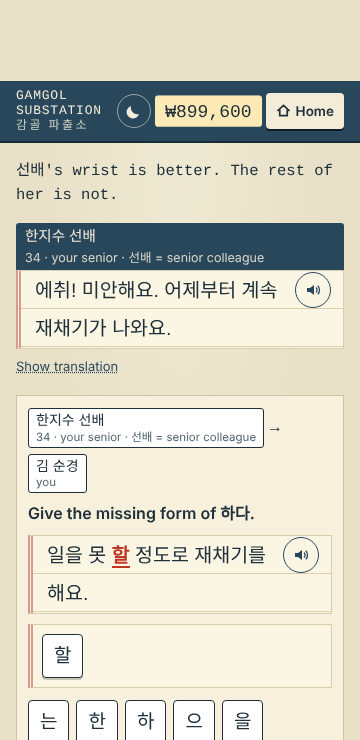 GAMGOL
SUBSTATION
감골 파출소
₩899,600
Home
선배's wrist is better. The rest of
her is not.
한지수 선배
34 · your senior · 선배 = senior colleague
에취! 미안해요. 어제부터 계속
재채기가 나와요.
Show translation
한지수 선배
34 · your senior · 선배 = senior colleague
→
김 순경
you
Give the missing form of 하다.
일을 못 할 정도로 재채기를
해요.
할
는 한 하 으 을